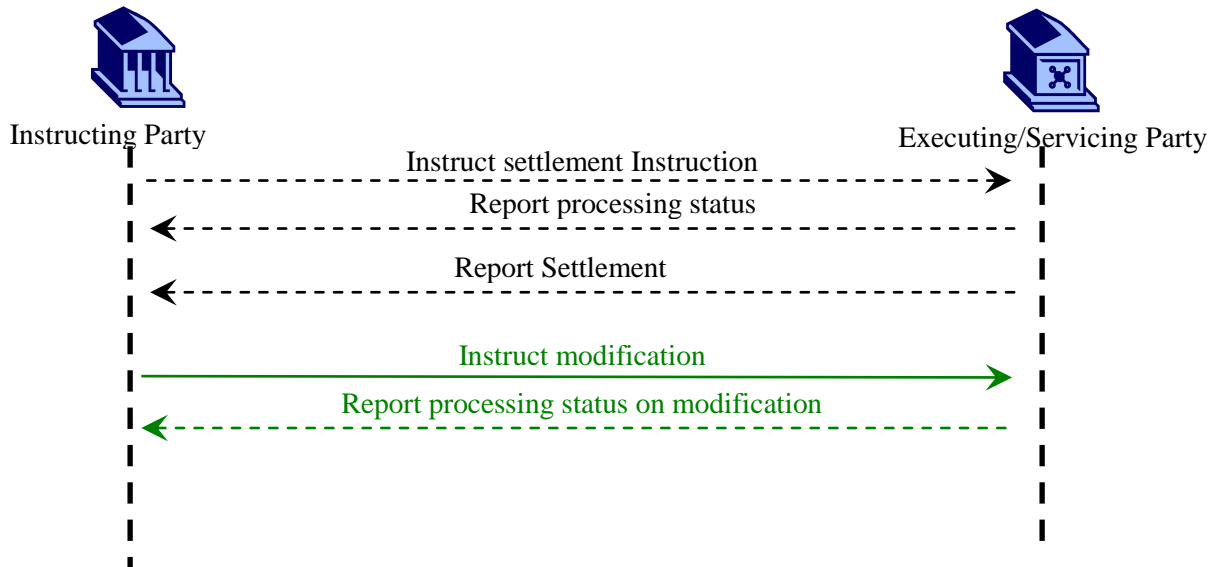 Instructing Party
Executing/Servicing Party
Instruct settlement Instruction
Report processing status
Report Settlement
Instruct modification
Report processing status on modification